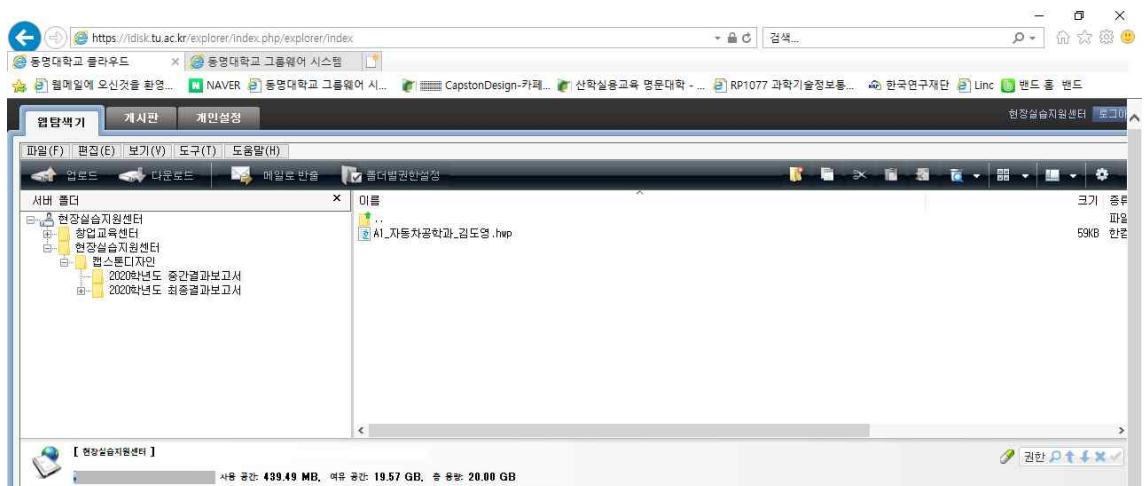 https://idisk.tu.ac.kr/explorer/index.php/explorer/index
검색...
동명대학교 클라우드
동명대학교 그룹웨어 시스템
웹메일에 오신것을 환영... NAVER 동명대학교 그룹웨어 시... CapstonDesign-카페... 산학실용교육 명문대학 - ... RP1077 과학기술정보통... 한국연구재단 Linc 밴드 홈 밴드
웹탐색기 게시판 개인설정 현장실습지원센터
파일(F) 편집(E) 보기(V) 도구(T) 도움말(H)
업로드 다운로드 메일로 반출 폴더별권한설정
서버 폴더 이름 크기 종류
현장실습지원센터
창업교육센터
현장실습지원센터
캡스톤디자인
2020학년도 중간결과보고서
2020학년도 최종결과보고서
..
A1_자동차공학과_김도영.hwp 59KB
[ 현장실습지원센터 ]
권한
사용 공간: 439.49 MB, 여유 공간: 19.57 GB, 총 용량: 20.00 GB